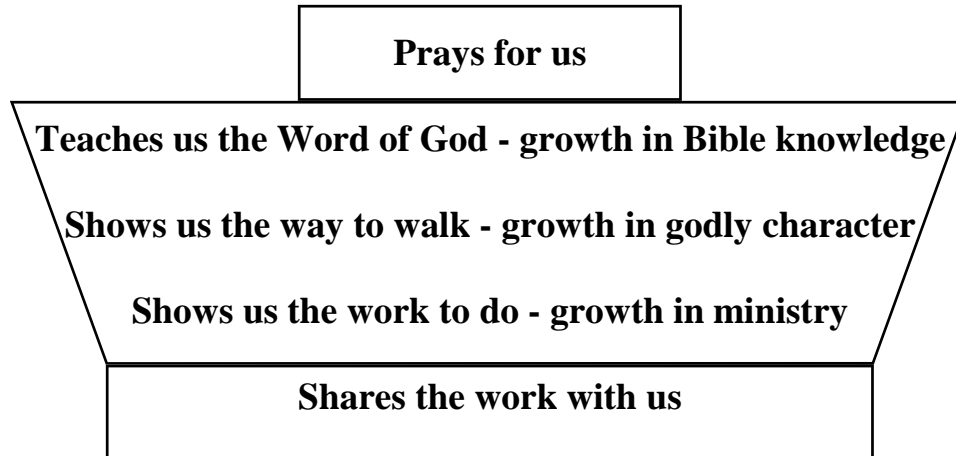 Prays for us
Teaches us the Word of God - growth in Bible knowledge
Shows us the way to walk - growth in godly character
Shows us the work to do - growth in ministry
Shares the work with us